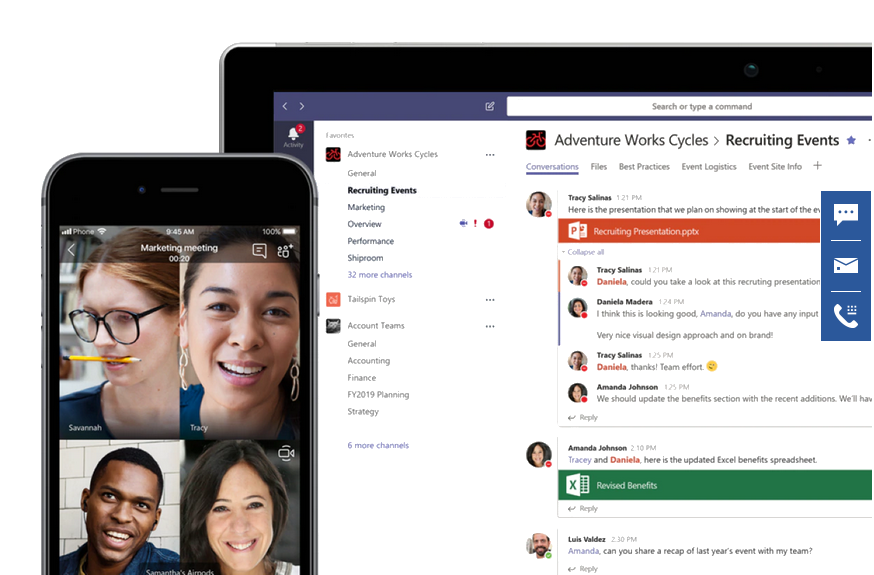 Search or type a command
2
Activity
Favorites
Adventure Works Cycles
General
Recruiting Events
Marketing
Overview
! 1
Performance
Shiproom
32 more channels
Tailspin Toys
Account Teams
General
Accounting
Finance
FY2019 Planning
Strategy
6 more channels
Adventure Works Cycles > Recruiting Events
Conversations Files Best Practices Event Logistics Event Site Info +
Tracy Salinas 1:21 PM
Here is the presentation that we plan on showing at the start of the ev
Recruiting Presentation.pptx
Collapse all
Tracy Salinas 1:21 PM
Daniela, could you take a look at this recruting presentation
Daniela Madera 1:24 PM
I think this is looking good, Amanda, do you have any input
Very nice visual design approach and on brand!
Tracy Salinas 1:25 PM
Daniela, thanks! Team effort.
Amanda Johnson 1:25 PM
We should update the benefits section with the recent additions. We'll hav
Reply
Amanda Johnson 2:10 PM
Tracey and Daniela, here is the updated Excel benefits spreadsheet.
Revised Benefits
Reply
Luis Valdez 2:30 PM
Amanda, can you share a recap of last year's event with my team?
Reply
Phone 9:45 AM 100%
Marketing meeting
00:20
Savannah
Tracy
Samantha's Airpods